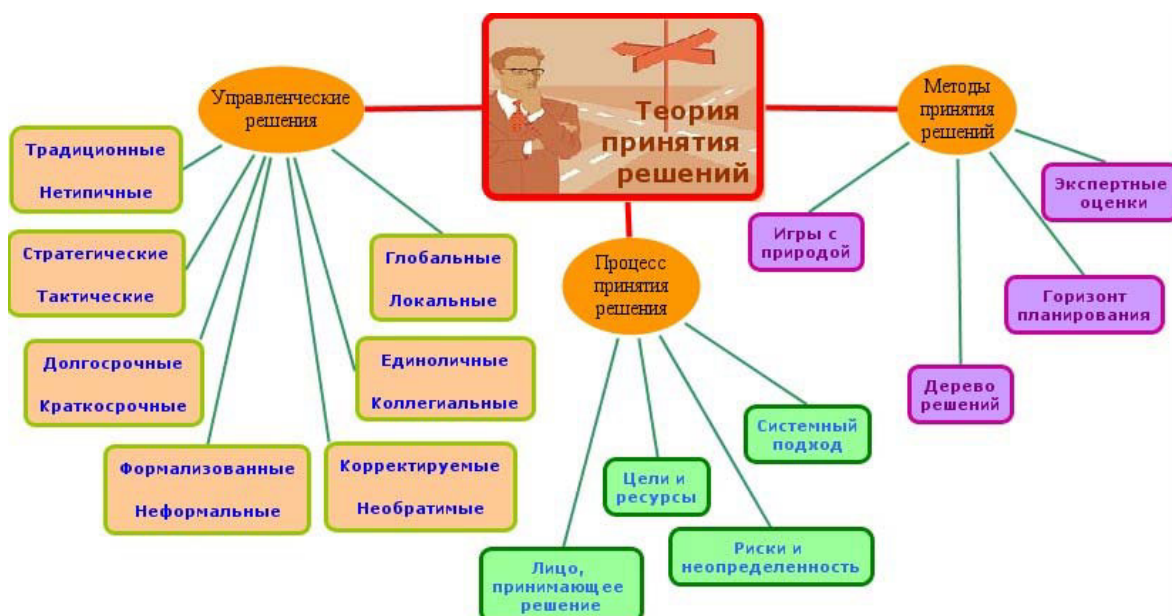 Теория
принятия
решений
Управленческие
решения
Традиционные
Нетипичные
Стратегические
Тактические
Долгосрочные
Краткосрочные
Формализованные
Неформальные
Корректируемые
Необратимые
Единоличные
Коллегиальные
Глобальные
Локальные
Процесс
принятия
решения
Лицо,
принимающее
решение
Цели и
ресурсы
Риски и
неопределенность
Системный
подход
Методы
принятия
решений
Игры с
природой
Дерево
решений
Горизонт
планирования
Экспертные
оценки